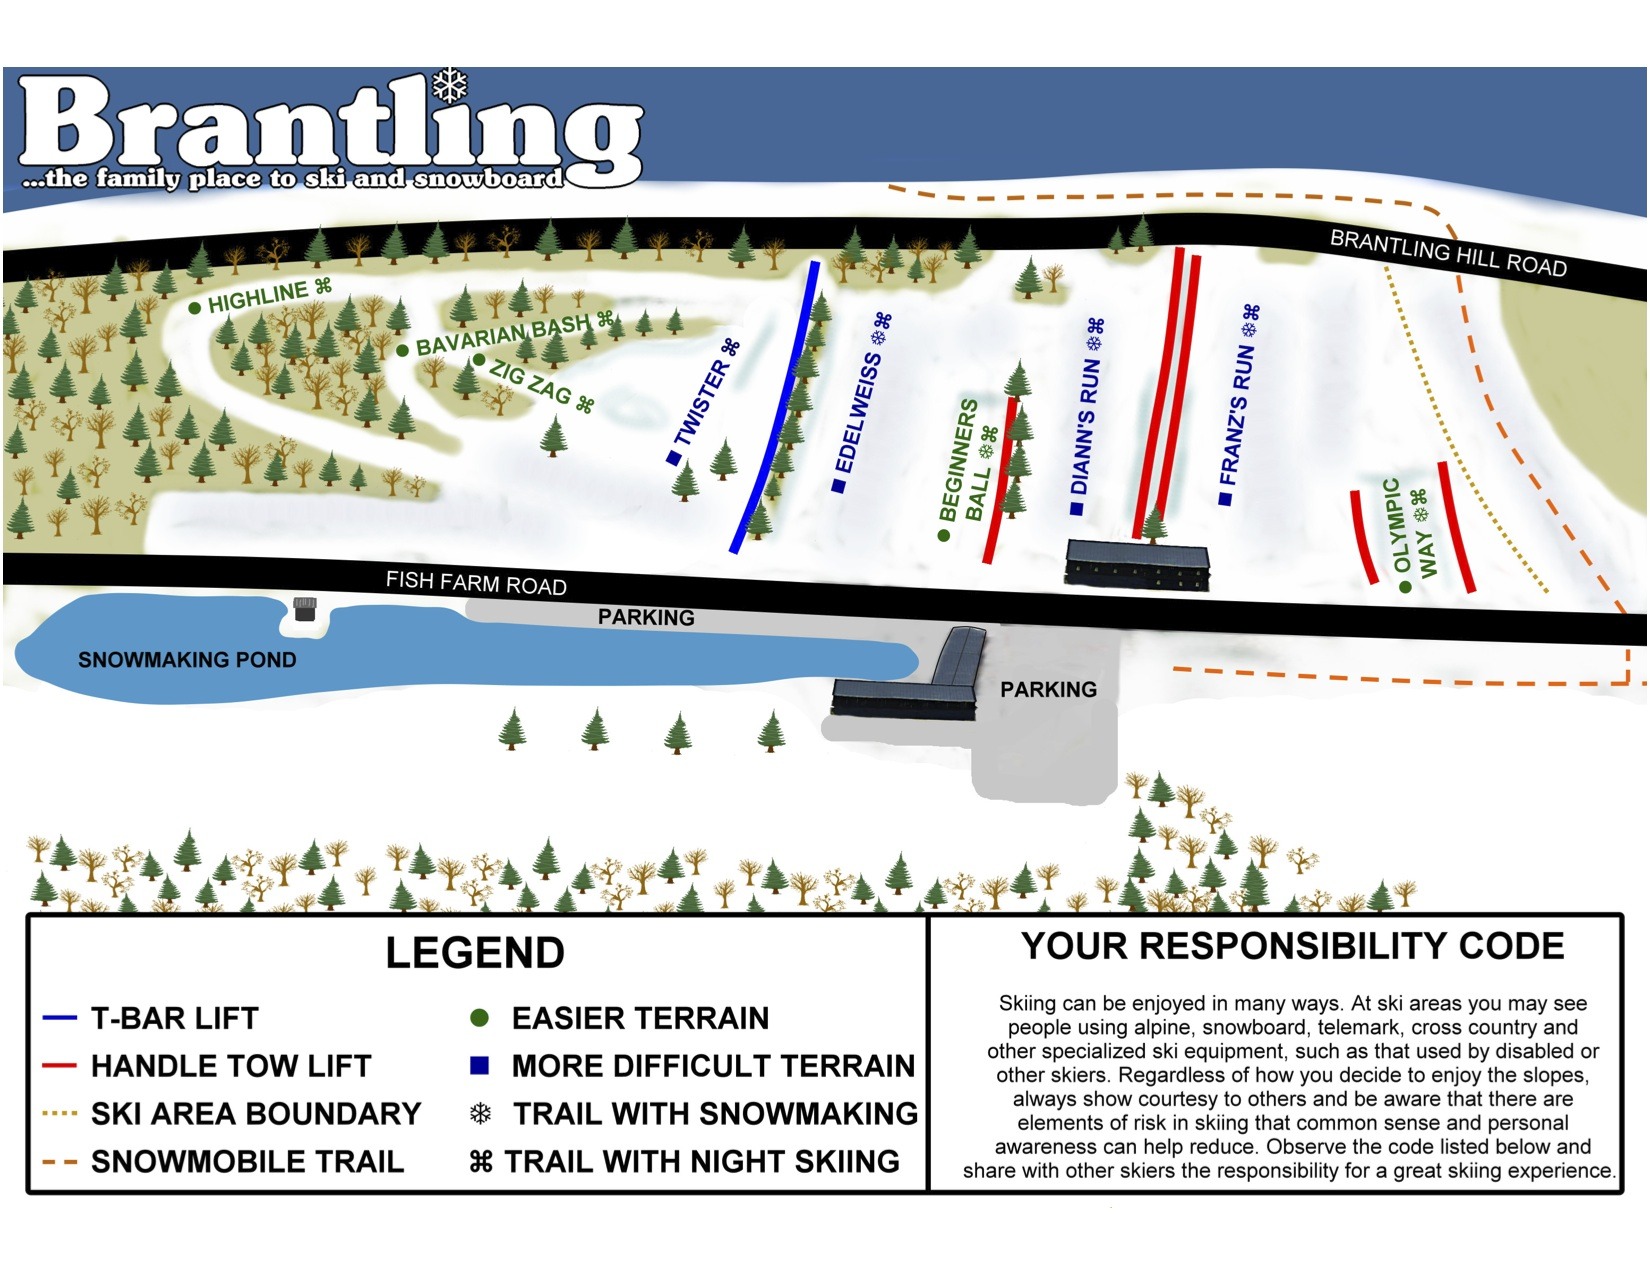 Brantling
...the family place to ski and snowboard
BRANTLING HILL ROAD
HIGHLINE ⌘
BAVARIAN BASH ⌘
ZIG ZAG ⌘
TWISTER ⌘
EDELWEISS ❄⌘
BEGINNERS
BALL ❄⌘
DIANN'S RUN ❄⌘
FRANZ'S RUN ❄⌘
OLYMPIC
WAY ❄⌘
FISH FARM ROAD
PARKING
SNOWMAKING POND
PARKING
LEGEND
T-BAR LIFT
HANDLE TOW LIFT
SKI AREA BOUNDARY
SNOWMOBILE TRAIL
EASIER TERRAIN
MORE DIFFICULT TERRAIN
❄ TRAIL WITH SNOWMAKING
⌘ TRAIL WITH NIGHT SKIING
YOUR RESPONSIBILITY CODE
Skiing can be enjoyed in many ways. At ski areas you may see
people using alpine, snowboard, telemark, cross country and
other specialized ski equipment, such as that used by disabled or
other skiers. Regardless of how you decide to enjoy the slopes,
always show courtesy to others and be aware that there are
elements of risk in skiing that common sense and personal
awareness can help reduce. Observe the code listed below and
share with other skiers the responsibility for a great skiing experience.